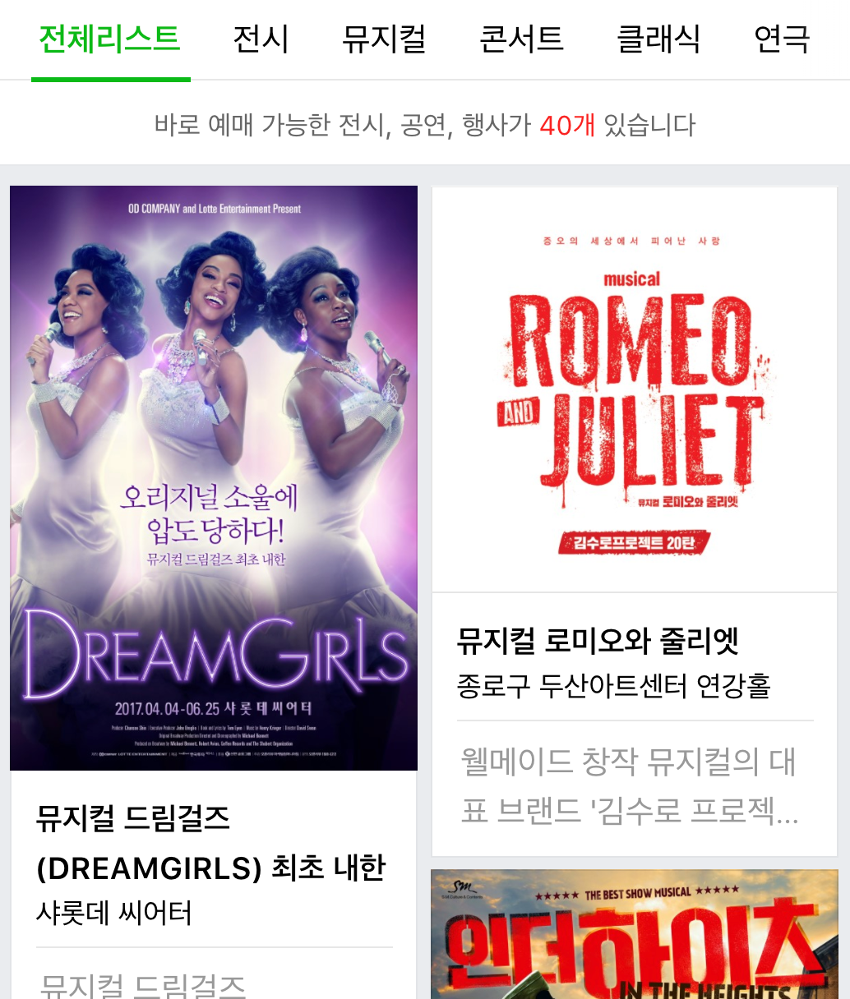 전체리스트 전시 뮤지컬 콘서트 클래식 연극
바로 예매 가능한 전시, 공연, 행사가 40개 있습니다
OD COMPANY and Lotte Entertainment Present
오리지널 소울에
압도당하다!
뮤지컬 드림걸즈 최초 내한
DREAMGIRLS
2017.04.04-06.25 샤롯데씨어터
뮤지컬 드림걸즈
(DREAMGIRLS) 최초 내한
샤롯데 씨어터
뮤지컬 드림걸즈
증오의 세상에서 피어난 사랑
musical
ROMEO
AND JULIET
뮤지컬 로미오와 줄리엣
김수로프로젝트 20탄
뮤지컬 로미오와 줄리엣
종로구 두산아트센터 연강홀
웰메이드 창작 뮤지컬의 대
표 브랜드 '김수로 프로젝...
SM
★★★★★ THE BEST SHOW MUSICAL ★★★★★
인더하이츠
IN THE HEIGHTS